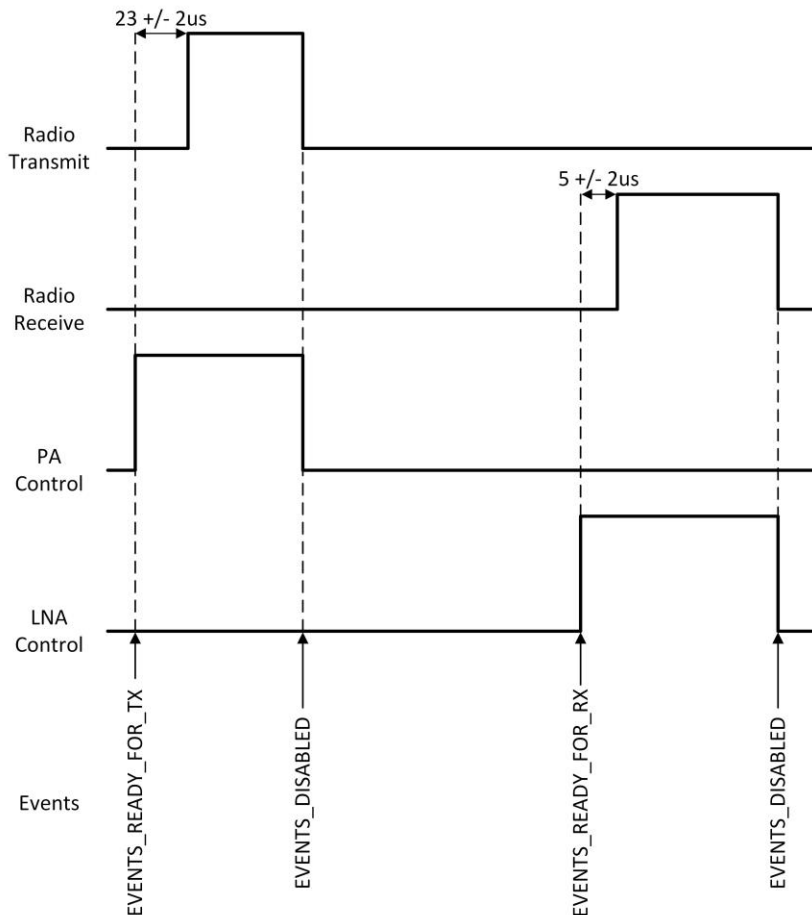 23 +/- 2us
Radio
Transmit
5 +/- 2us
Radio
Receive
PA
Control
LNA
Control
Events
EVENTS_READY_FOR_TX
EVENTS_DISABLED
EVENTS_READY_FOR_RX
EVENTS_DISABLED